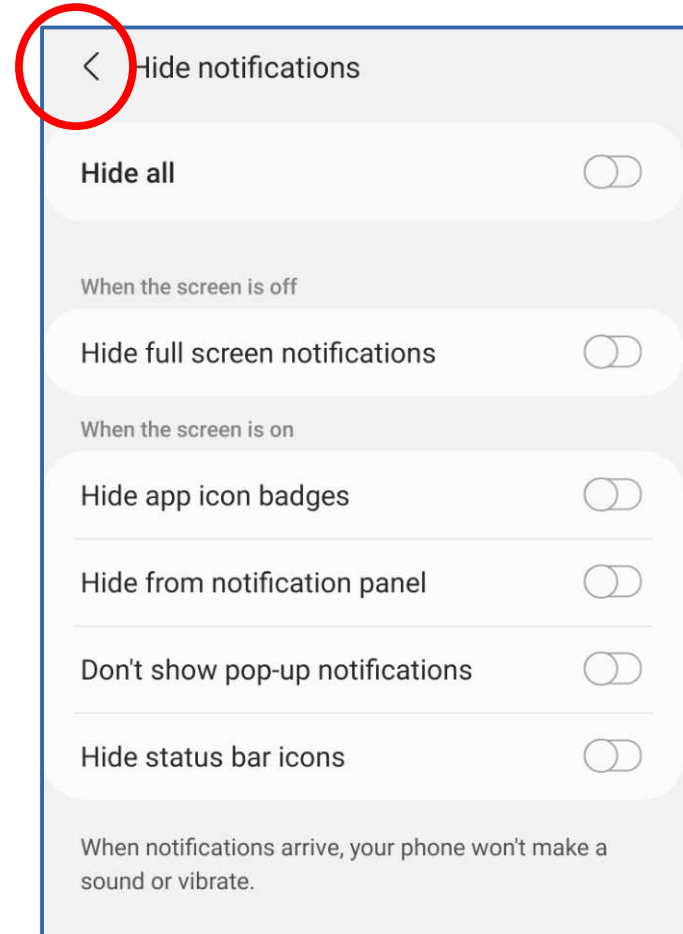 Hide notifications
Hide all
When the screen is off
Hide full screen notifications
When the screen is on
Hide app icon badges
Hide from notification panel
Don't show pop-up notifications
Hide status bar icons
When notifications arrive, your phone won't make a
sound or vibrate.